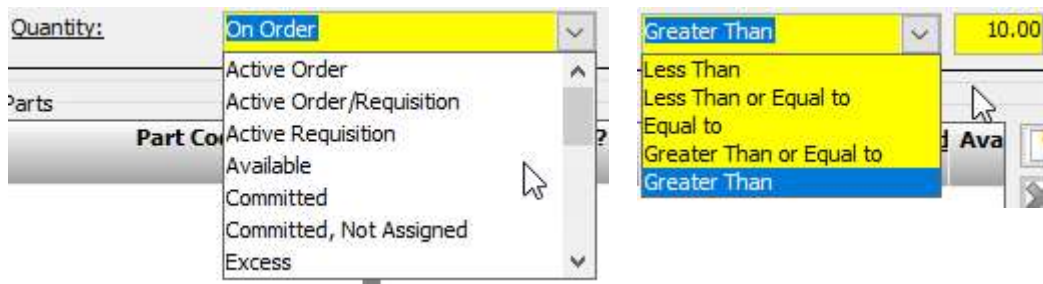 Quantity:
On Order
Greater Than
10.00
Active Order
Less Than
Active Order/Requisition
Less Than or Equal to
Parts
Active Requisition
Equal to
Part Co
?
d Ava
Available
Greater Than or Equal to
Committed
Greater Than
Committed, Not Assigned
Excess